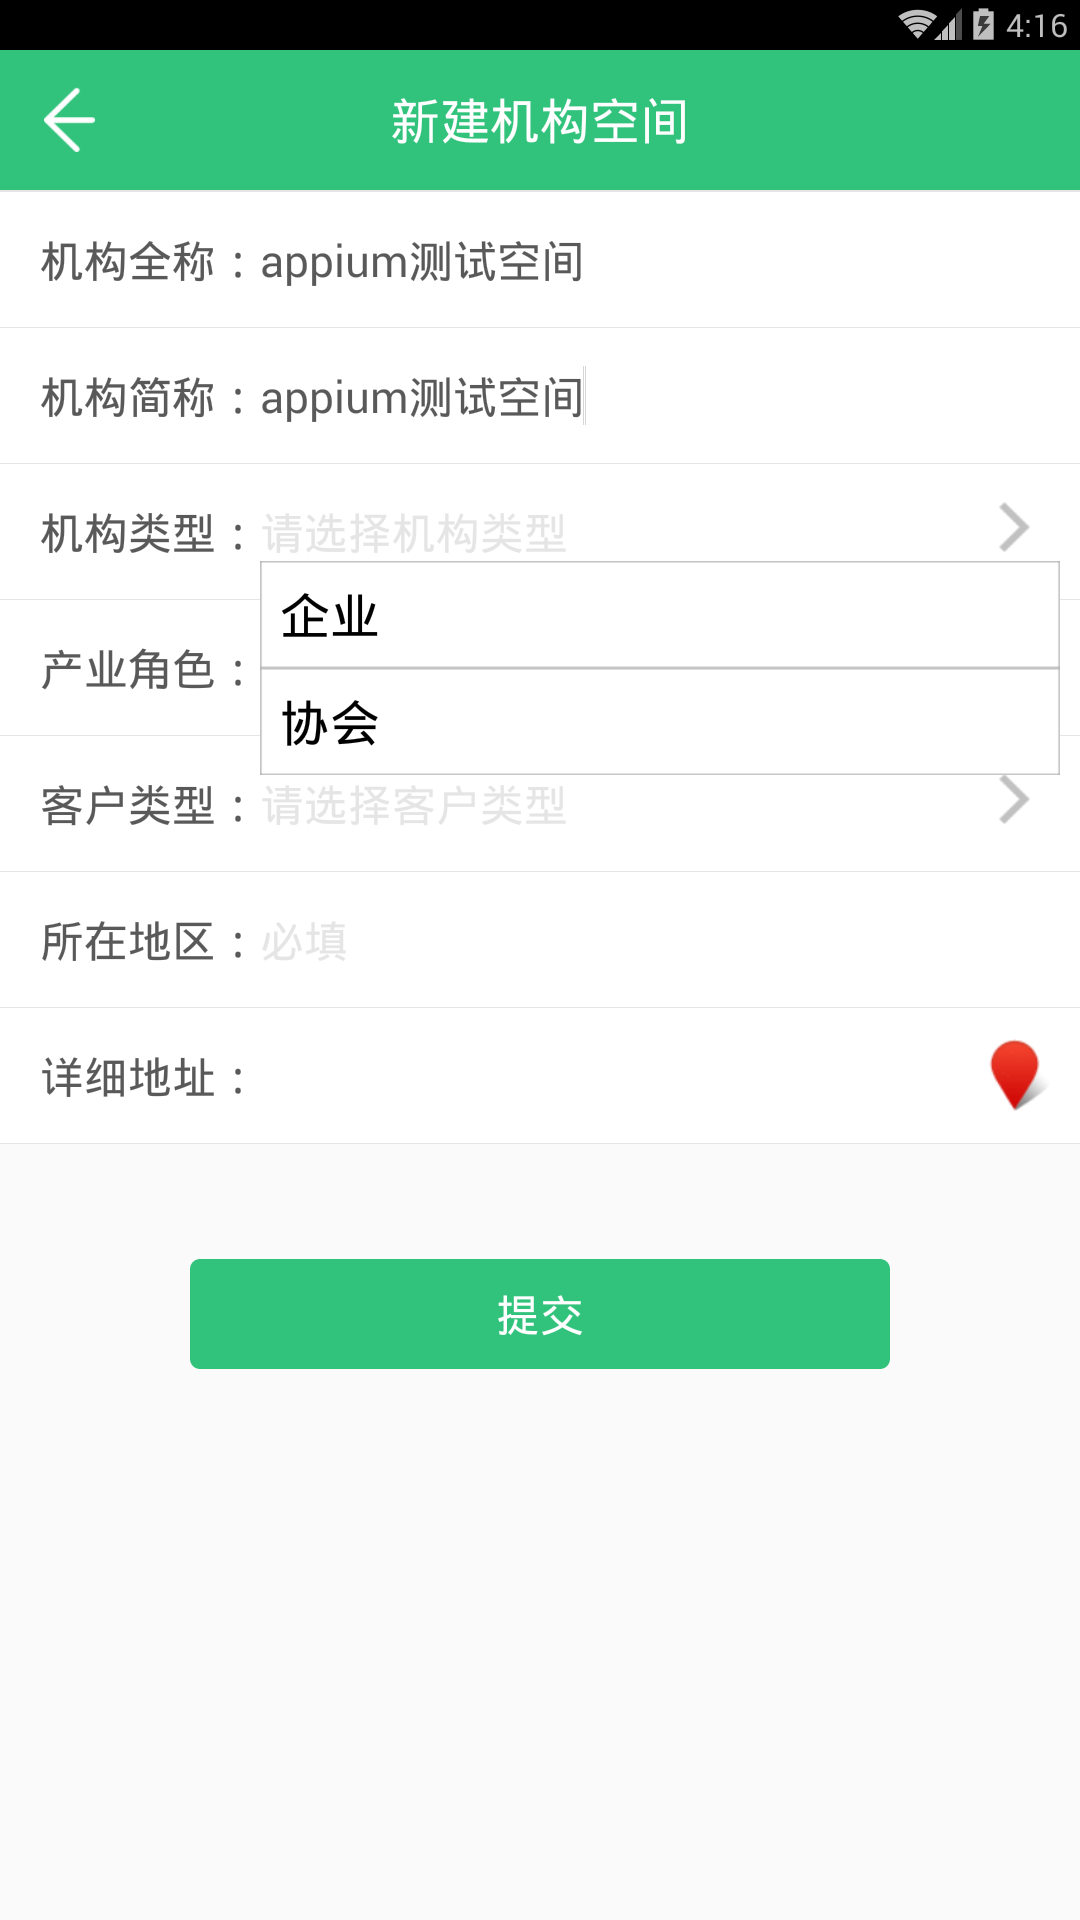 4:16
新建机构空间
机构全称：appium测试空间
机构简称：appium测试空间
机构类型：请选择机构类型
企业
产业角色：
协会
客户类型：请选择客户类型
所在地区：必填
详细地址：
提交